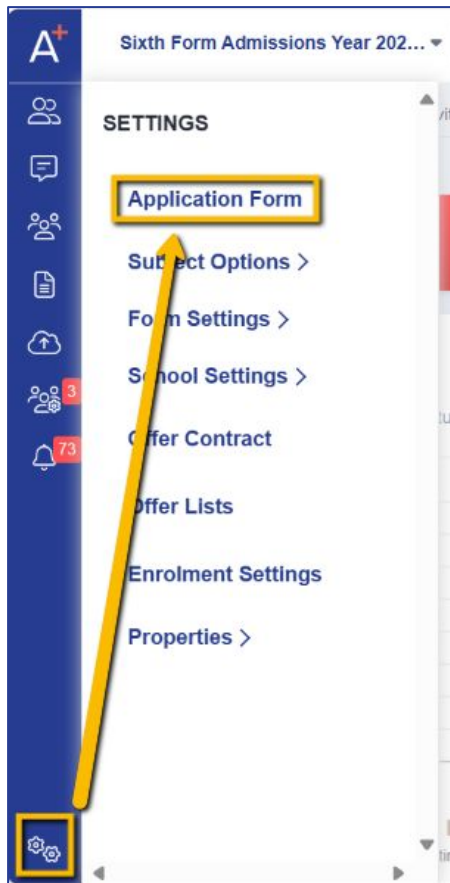 A+
Sixth Form Admissions Year 202...
SETTINGS
Application Form
Subject Options >
Form Settings >
School Settings >
3
Offer Contract
73
Offer Lists
Enrolment Settings
Properties >